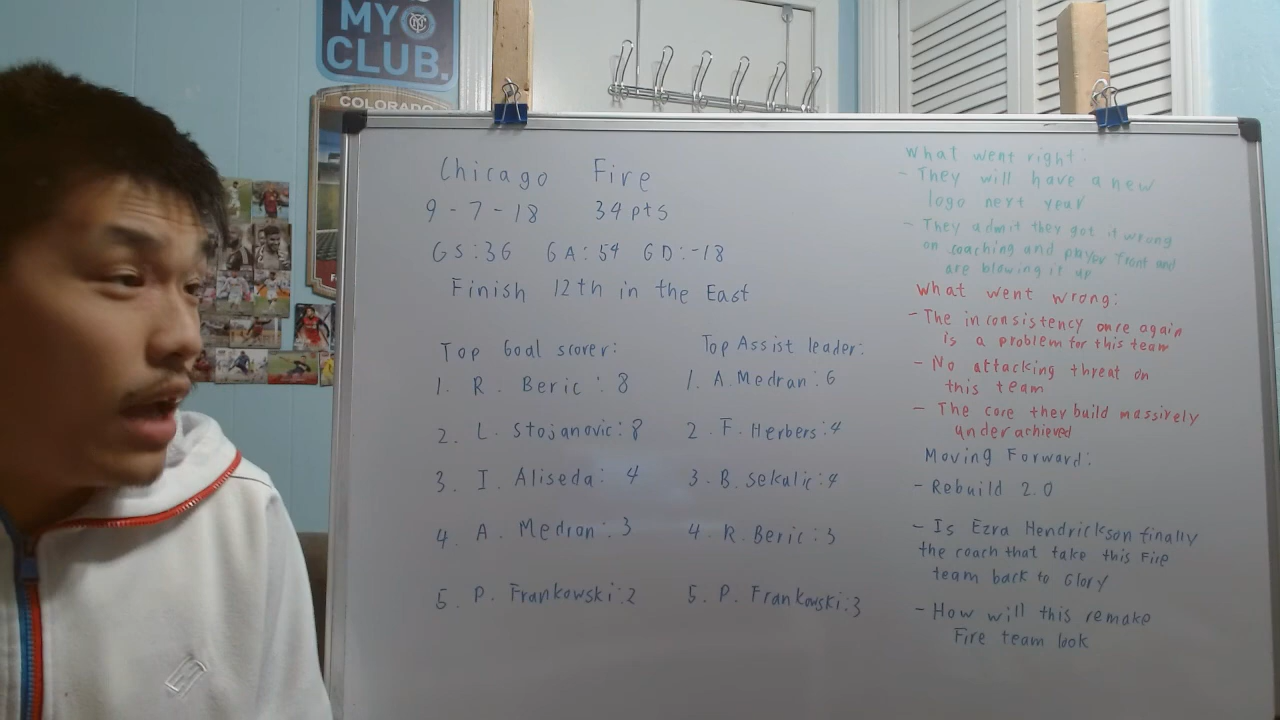 MY
CLUB.
COLORADO
Chicago Fire
9-7-18 34pts
GS:36 GA:54 GD:-18
Finish 12th in the East
Top Goal scorer:
1. R. Beric: 8
2. L. Stojanovic: 8
3. I. Aliseda: 4
4. A. Medran: 3
5. P. Frankowski: 2
Top Assist leader:
1. A. Medran: 6
2. F. Herbers: 4
3. B. Sekulic: 4
4. R. Beric: 3
5. P. Frankowski: 3
What went right:
- They will have a new
logo next year
- They admit they got it wrong
on coaching and player front and
are blowing it up
What went wrong:
- The inconsistency once again
is a problem for this team
- No attacking threat on
this team
- The core they build massively
underachieved
Moving Forward:
- Rebuild 2.0
- Is Ezra Hendrickson finally
the coach that take this Fire
team back to Glory
- How will this remake
Fire team look